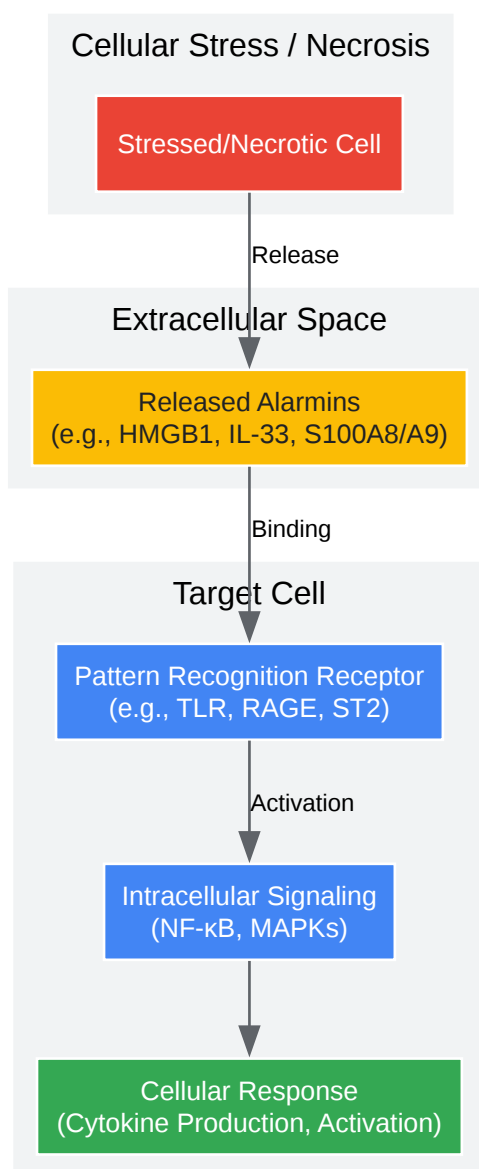 Cellular Stress / Necrosis
Stressed/Necrotic Cell
Release
Extracellular Space
Released Alarmins
(e.g., HMGB1, IL-33, S100A8/A9)
Binding
Target Cell
Pattern Recognition Receptor
(e.g., TLR, RAGE, ST2)
Activation
Intracellular Signaling
(NF-κB, MAPKs)
Cellular Response
(Cytokine Production, Activation)